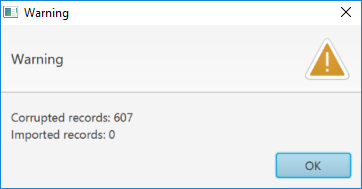 Warning
Warning
Corrupted records: 607
Imported records: 0
OK